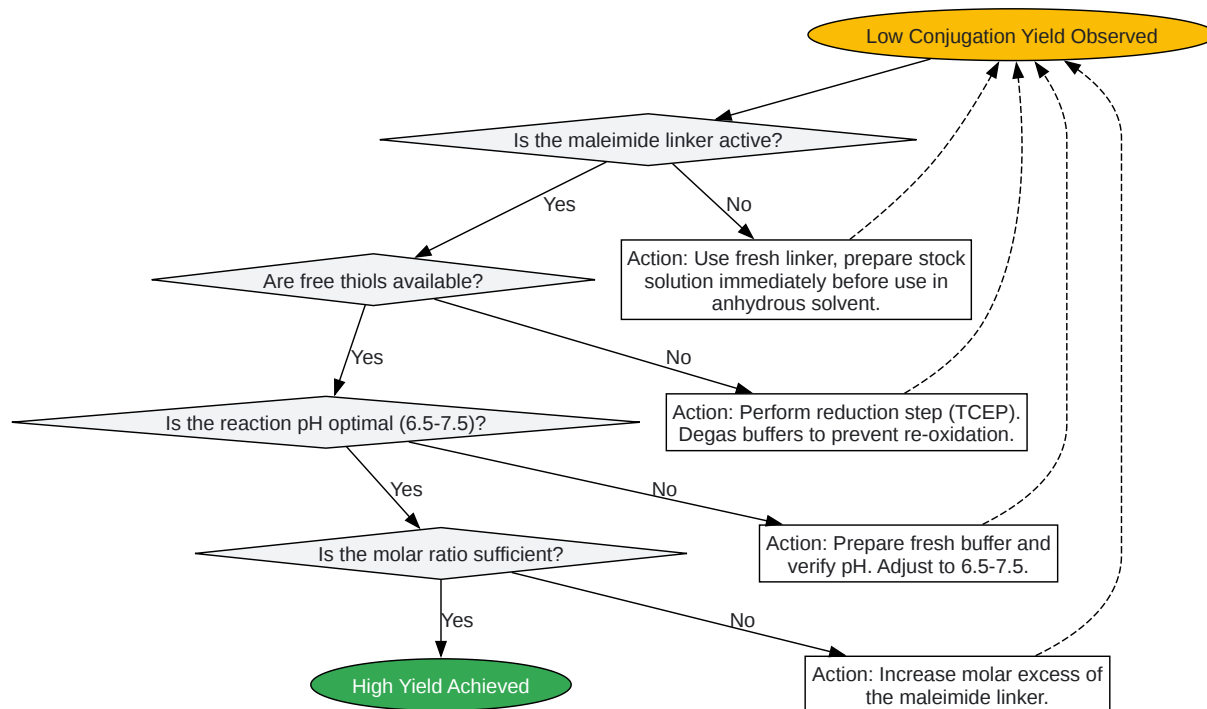 Low Conjugation Yield Observed
Is the maleimide linker active?
Yes
No
Action: Use fresh linker, prepare stock
solution immediately before use in
anhydrous solvent.
Are free thiols available?
Yes
No
Action: Perform reduction step (TCEP).
Degas buffers to prevent re-oxidation.
Is the reaction pH optimal (6.5-7.5)?
Yes
No
Action: Prepare fresh buffer and
verify pH. Adjust to 6.5-7.5.
Is the molar ratio sufficient?
Yes
No
Action: Increase molar excess of
the maleimide linker.
High Yield Achieved